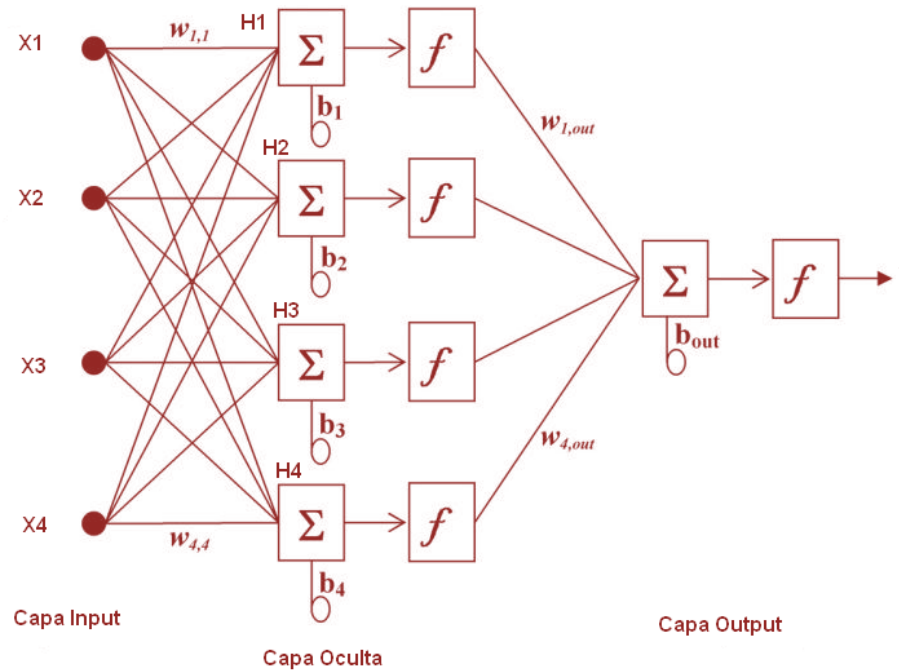 X1
w1,1
H1
Σ
f
b1
w1,out
X2
H2
Σ
f
b2
Σ
f
bout
X3
H3
Σ
f
b3
w4,out
X4
w4,4
H4
Σ
f
b4
Capa Input
Capa Oculta
Capa Output